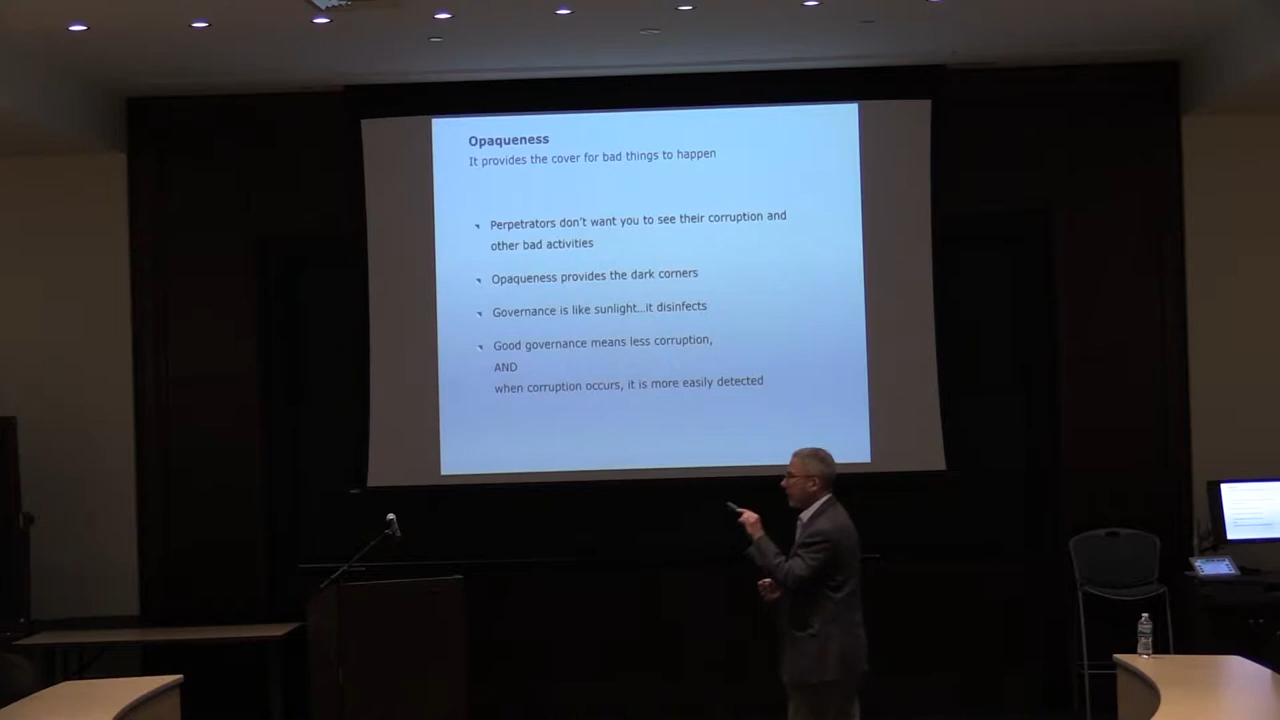 Opaqueness
It provides the cover for bad things to happen
Perpetrators don't want you to see their corruption and
other bad activities
Opaqueness provides the dark corners
Governance is like sunlight...it disinfects
Good governance means less corruption,
AND
when corruption occurs, it is more easily detected